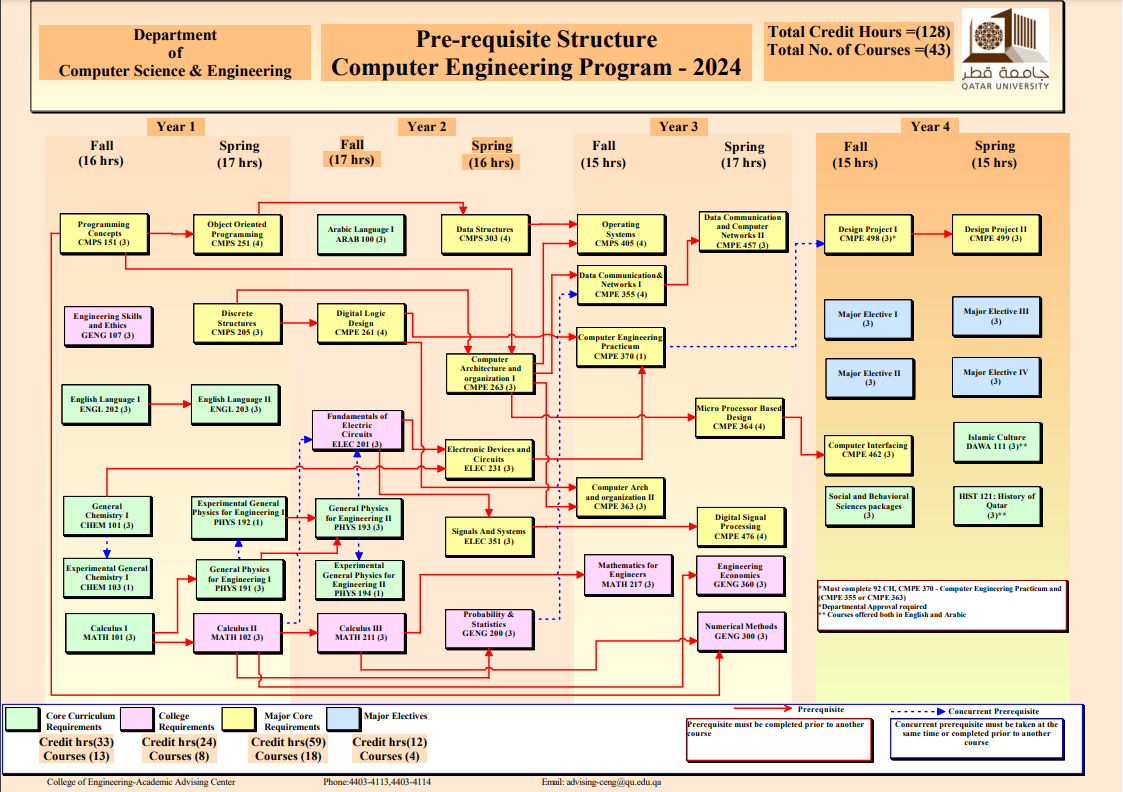 Department
of
Computer Science & Engineering
Pre-requisite Structure
Computer Engineering Program - 2024
Total Credit Hours =(128)
Total No. of Courses =(43)
جامعة قطر
QATAR UNIVERSITY
Year 1
Year 2
Year 3
Year 4
Fall
(16 hrs)
Spring
(17 hrs)
Fall
(17 hrs)
Spring
(16 hrs)
Fall
(15 hrs)
Spring
(17 hrs)
Fall
(15 hrs)
Spring
(15 hrs)
Programming
Concepts
CMPS 151 (3)
Object Oriented
Programming
CMPS 251 (4)
Arabic Language I
ARAB 100 (3)
Data Structures
CMPS 303 (4)
Operating
Systems
CMPS 405 (4)
Data Communication
and Computer
Networks II
CMPE 457 (3)
Design Project I
CMPE 498 (3)*
Design Project II
CMPE 499 (3)
Data Communication&
Networks I
CMPE 355 (4)
Engineering Skills
and Ethics
GENG 107 (3)
Discrete
Structures
CMPS 205 (3)
Digital Logic
Design
CMPE 261 (4)
Computer
Architecture and
organization I
CMPE 263 (3)
Computer Engineering
Practicum
CMPE 370 (1)
Major Elective I
(3)
Major Elective III
(3)
English Language I
ENGL 202 (3)
English Language II
ENGL 203 (3)
Fundamentals of
Electric
Circuits
ELEC 201 (3)
Electronic Devices and
Circuits
ELEC 231 (3)
Micro Processor Based
Design
CMPE 364 (4)
Major Elective II
(3)
Major Elective IV
(3)
Computer Interfacing
CMPE 462 (3)
Islamic Culture
DAWA 111 (3)**
General
Chemistry I
CHEM 101 (3)
Experimental General
Physics for Engineering I
PHYS 192 (1)
General Physics
for Engineering II
PHYS 193 (3)
Signals And Systems
ELEC 351 (3)
Computer Arch
and organization II
CMPE 363 (3)
Digital Signal
Processing
CMPE 476 (4)
Social and Behavioral
Sciences packages
(3)
HIST 121: History of
Qatar
(3)**
Experimental General
Chemistry I
CHEM 103 (1)
General Physics
for Engineering I
PHYS 191 (3)
Experimental
General Physics for
Engineering II
PHYS 194 (1)
Mathematics for
Engineers
MATH 217 (3)
Engineering
Economics
GENG 360 (3)
Calculus I
MATH 101 (3)
Calculus II
MATH 102 (3)
Calculus III
MATH 211 (3)
Probability &
Statistics
GENG 200 (3)
Numerical Methods
GENG 300 (3)
*Must complete 92 CH, CMPE 370 - Computer Engineering Practicum and
(CMPE 355 or CMPE 363)
*Departmental Approval required
** Courses offered both in English and Arabic
Core Curriculum
Requirements
Credit hrs(33)
Courses (13)
College
Requirements
Credit hrs(24)
Courses (8)
Major Core
Requirements
Credit hrs(59)
Courses (18)
Major Electives
Credit hrs(12)
Courses (4)
Prerequisite
Prerequisite must be completed prior to another
course
Concurrent Prerequisite
Concurrent prerequisite must be taken at the
same time or completed prior to another
course
College of Engineering-Academic Advising Center
Phone:4403-4113,4403-4114
Email: advising-ceng@qu.edu.qa